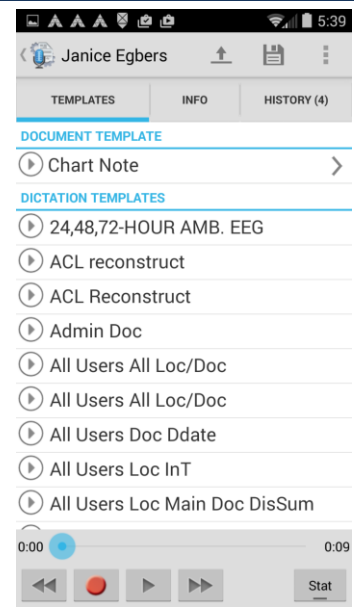 5:39
Janice Egbers
TEMPLATES INFO HISTORY (4)
DOCUMENT TEMPLATE
Chart Note
DICTATION TEMPLATES
24,48,72-HOUR AMB. EEG
ACL reconstruct
ACL Reconstruct
Admin Doc
All Users All Loc/Doc
All Users All Loc/Doc
All Users Doc Ddate
All Users Loc InT
All Users Loc Main Doc DisSum
0:00 0:09
Stat